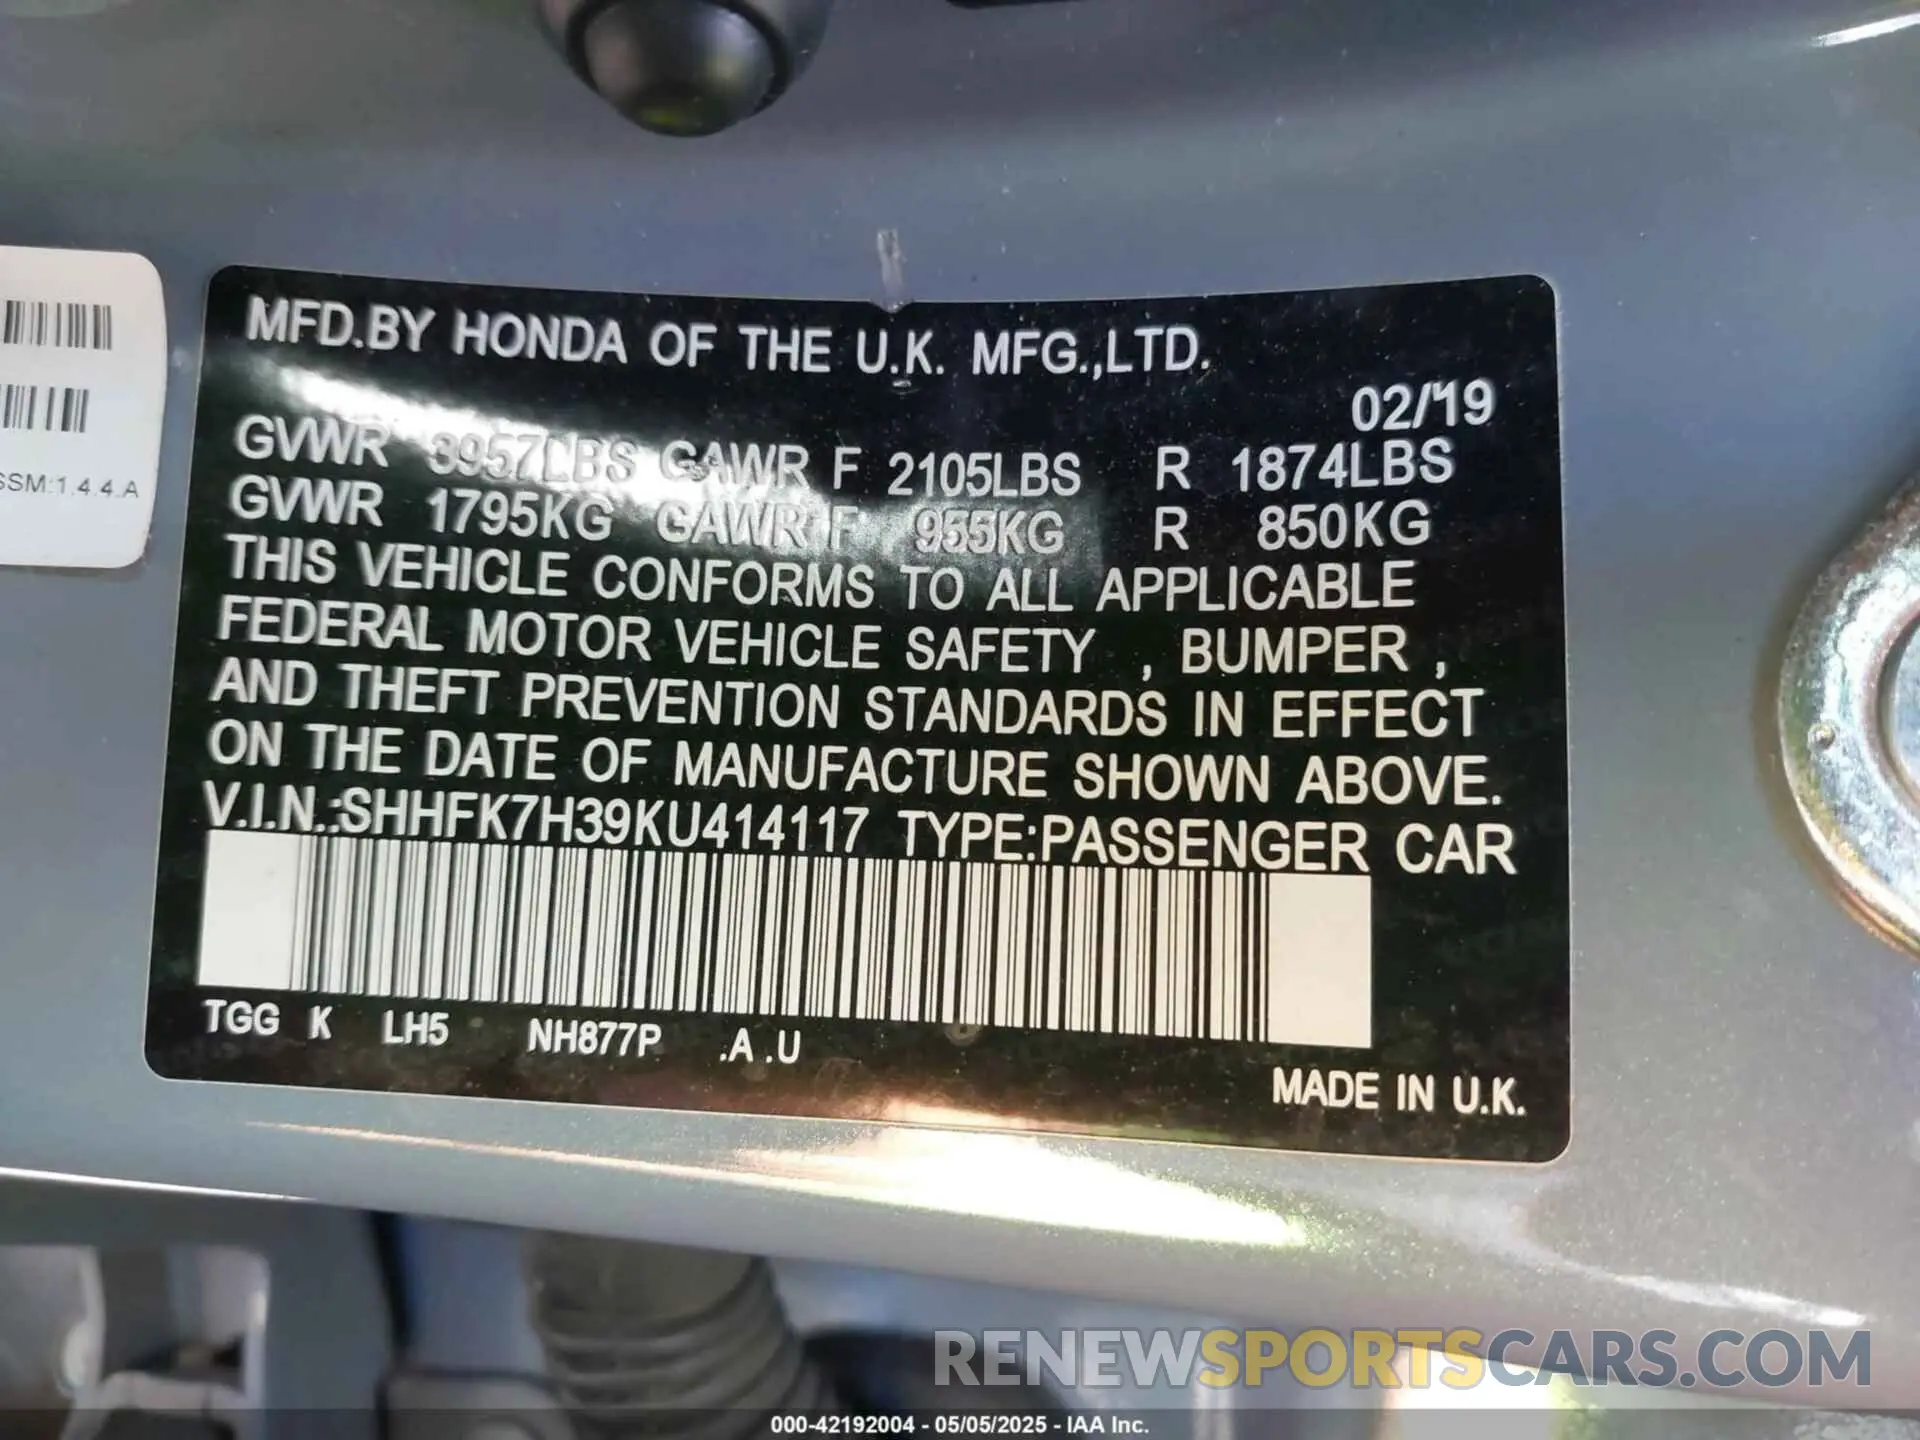 MFD.BY HONDA OF THE U.K. MFG.,LTD.
02/'19
GVWR 3957LBS GAWR F 2105LBS R 1874LBS
GVWR 1795KG GAWR F 955KG R 850KG
THIS VEHICLE CONFORMS TO ALL APPLICABLE
FEDERAL MOTOR VEHICLE SAFETY , BUMPER ,
AND THEFT PREVENTION STANDARDS IN EFFECT
ON THE DATE OF MANUFACTURE SHOWN ABOVE.
V.I.N.:SHHFK7H39KU414117 TYPE:PASSENGER CAR
TGG K LH5 NH877P .A .U
MADE IN U.K.
SSM:1.4.4.A
RENEWSPORTSCARS.COM
000-42192004 - 05/05/2025 - IAA Inc.